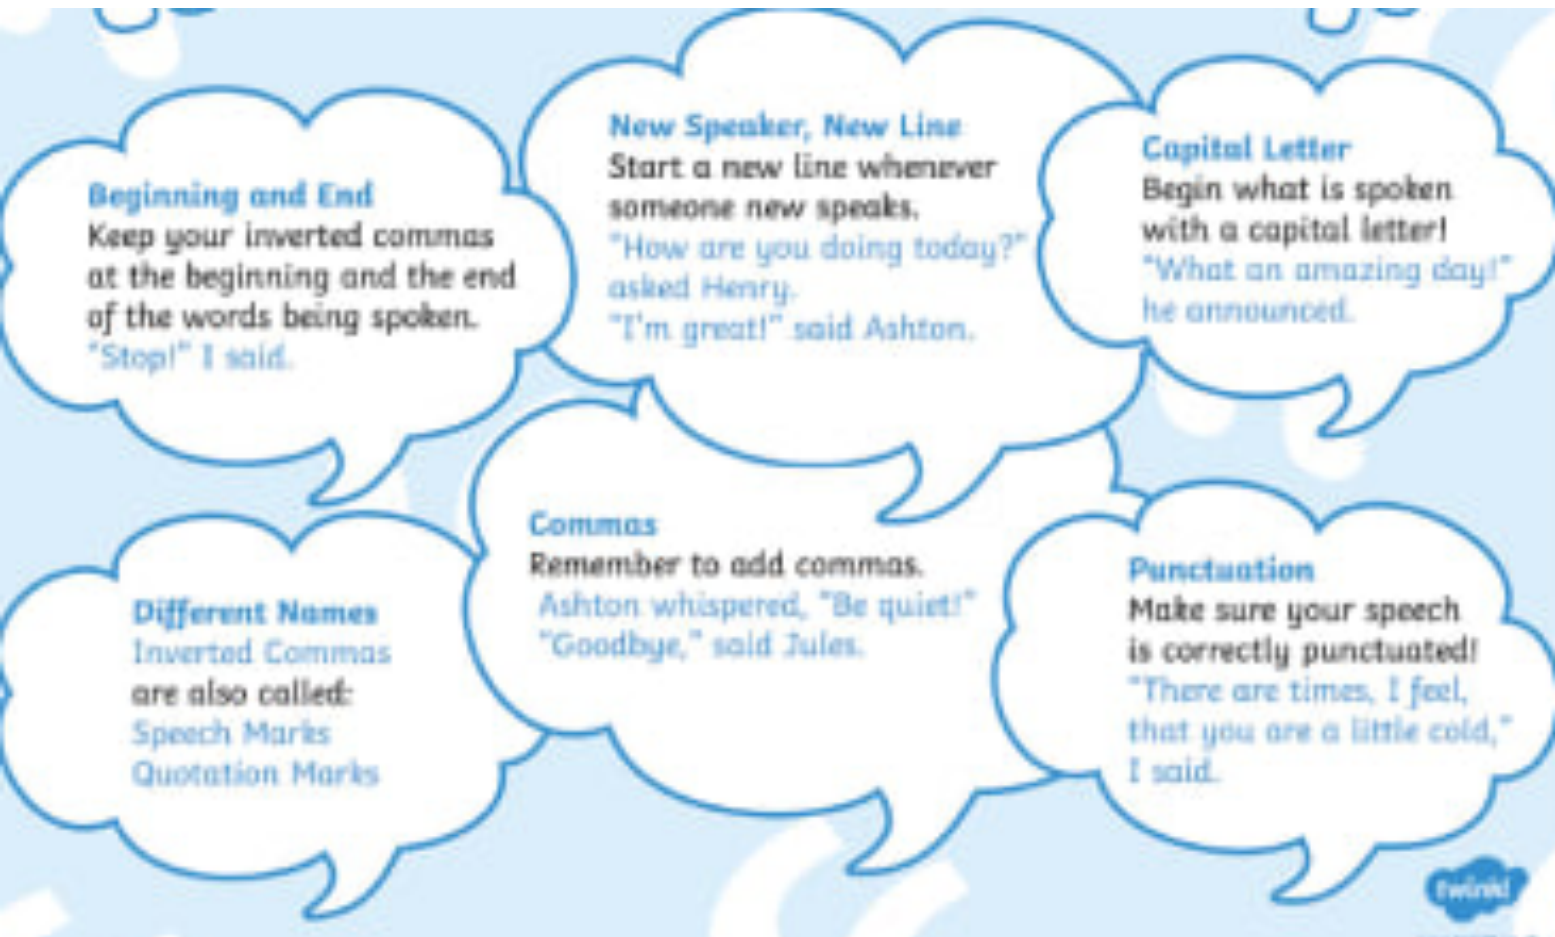 Beginning and End
Keep your inverted commas
at the beginning and the end
of the words being spoken.
"Stop!" I said.
New Speaker, New Line
Start a new line whenever
someone new speaks.
"How are you doing today?"
asked Henry.
"I'm great!" said Ashton.
Capital Letter
Begin what is spoken
with a capital letter!
"What an amazing day!"
he announced.
Different Names
Inverted Commas
are also called:
Speech Marks
Quotation Marks
Commas
Remember to add commas.
Ashton whispered, "Be quiet!"
"Goodbye," said Jules.
Punctuation
Make sure your speech
is correctly punctuated!
"There are times, I feel,
that you are a little cold,"
I said.
twinkl